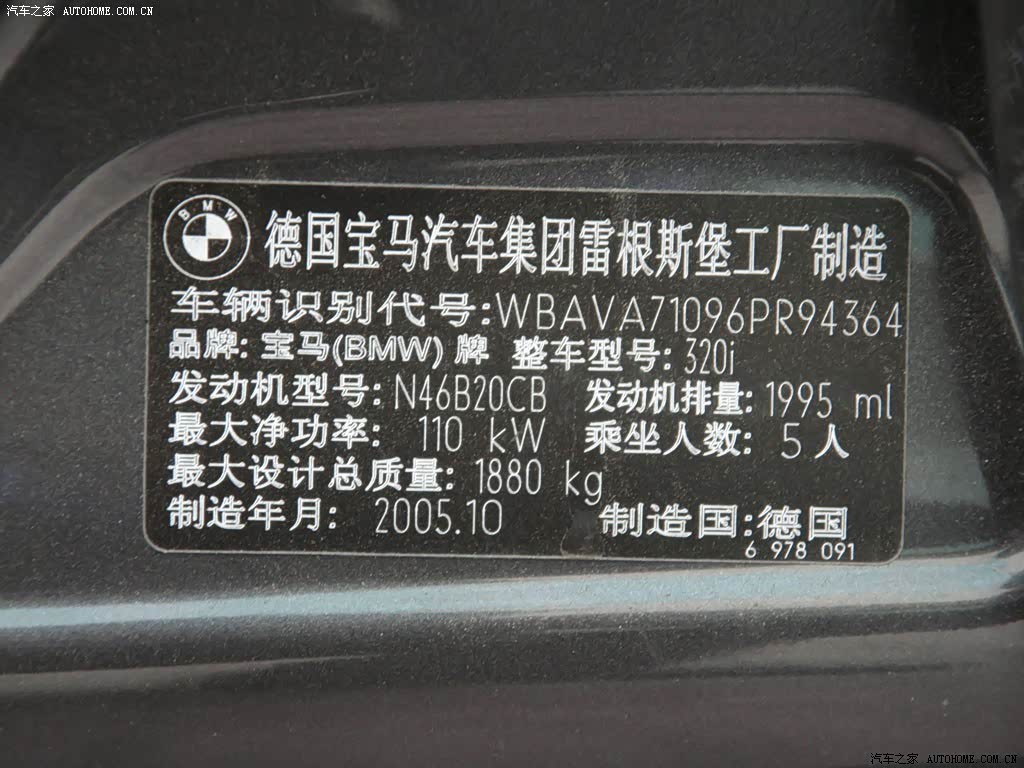 汽车之家 AUTOHOME.COM.CN
BMW
德国宝马汽车集团雷根斯堡工厂制造
车辆识别代号:WBAVA71096PR94364
品牌: 宝马(BMW) 牌 整车型号: 320i
发动机型号: N46B20CB 发动机排量: 1995 ml
最大净功率: 110 kW 乘坐人数: 5 人
最大设计总质量: 1880 kg
制造年月: 2005.10 制造国:德国
6 978 091
汽车之家 AUTOHOME.COM.CN